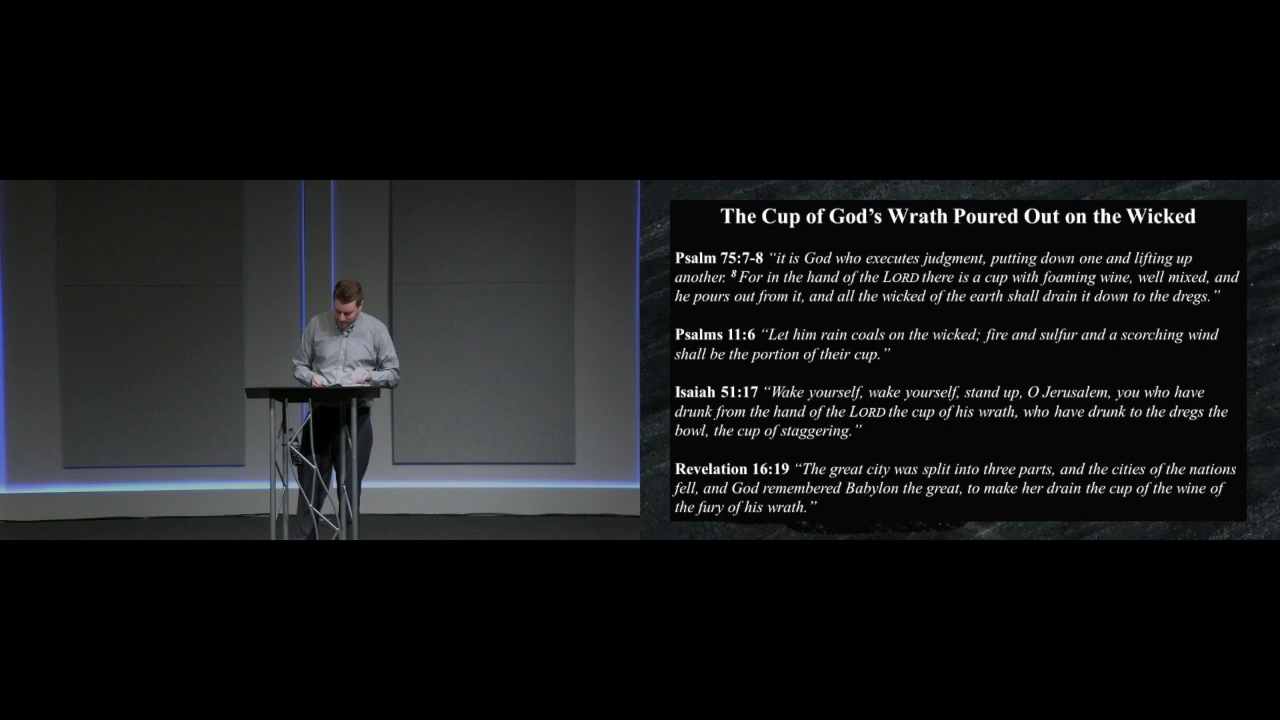 The Cup of God’s Wrath Poured Out on the Wicked
Psalm 75:7-8 “it is God who executes judgment, putting down one and lifting up
another. 8 For in the hand of the LORD there is a cup with foaming wine, well mixed, and
he pours out from it, and all the wicked of the earth shall drain it down to the dregs.”
Psalms 11:6 “Let him rain coals on the wicked; fire and sulfur and a scorching wind
shall be the portion of their cup.”
Isaiah 51:17 “Wake yourself, wake yourself, stand up, O Jerusalem, you who have
drunk from the hand of the LORD the cup of his wrath, who have drunk to the dregs the
bowl, the cup of staggering.”
Revelation 16:19 “The great city was split into three parts, and the cities of the nations
fell, and God remembered Babylon the great, to make her drain the cup of the wine of
the fury of his wrath.”